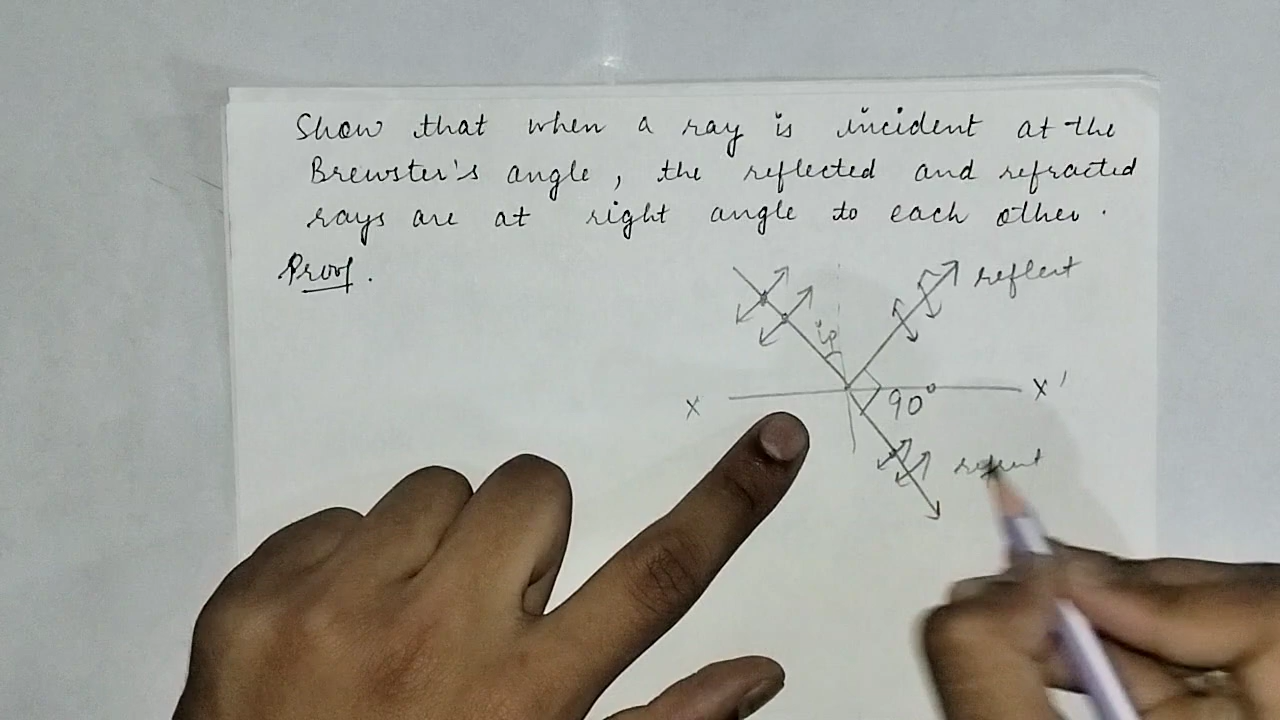 Show that when a ray is incident at the
Brewster's angle, the reflected and refracted
rays are at right angle to each other.
Proof.
reflect
ip
X
X'
90°